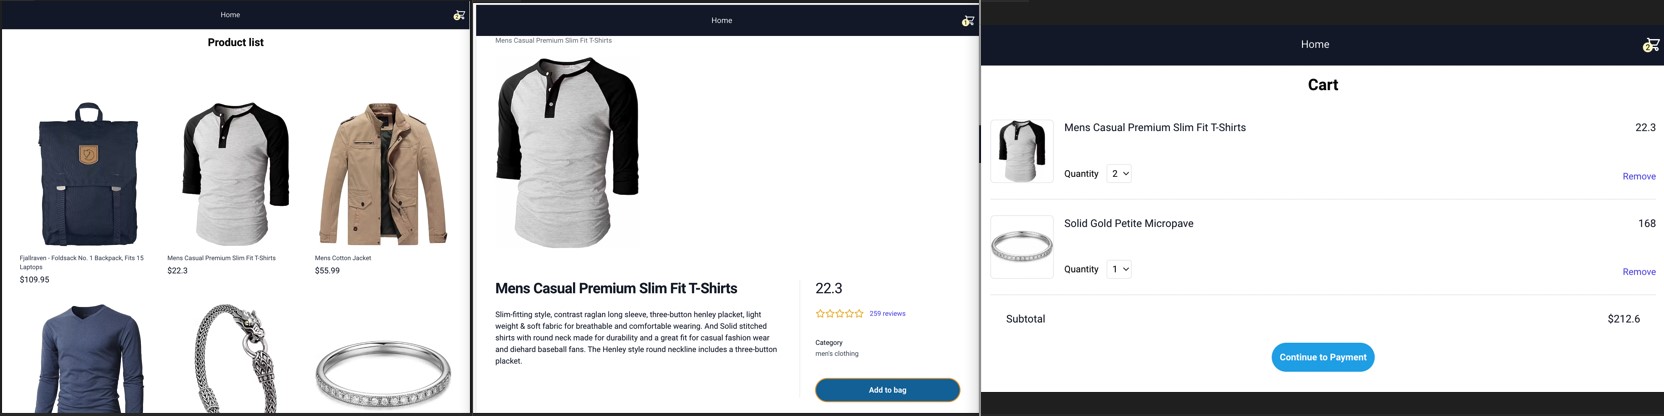 Home
2
Product list
Fjallraven - Foldsack No. 1 Backpack, Fits 15
Laptops
$109.95
Mens Casual Premium Slim Fit T-Shirts
$22.3
Mens Cotton Jacket
$55.99
Home
1
Mens Casual Premium Slim Fit T-Shirts
Mens Casual Premium Slim Fit T-Shirts
Slim-fitting style, contrast raglan long sleeve, three-button henley placket, light
weight & soft fabric for breathable and comfortable wearing. And Solid stitched
shirts with round neck made for durability and a great fit for casual fashion wear
and diehard baseball fans. The Henley style round neckline includes a three-button
placket.
22.3
259 reviews
Category
men's clothing
Add to bag
Home
2
Cart
Mens Casual Premium Slim Fit T-Shirts
22.3
Quantity 2
Remove
Solid Gold Petite Micropave
168
Quantity 1
Remove
Subtotal
$212.6
Continue to Payment